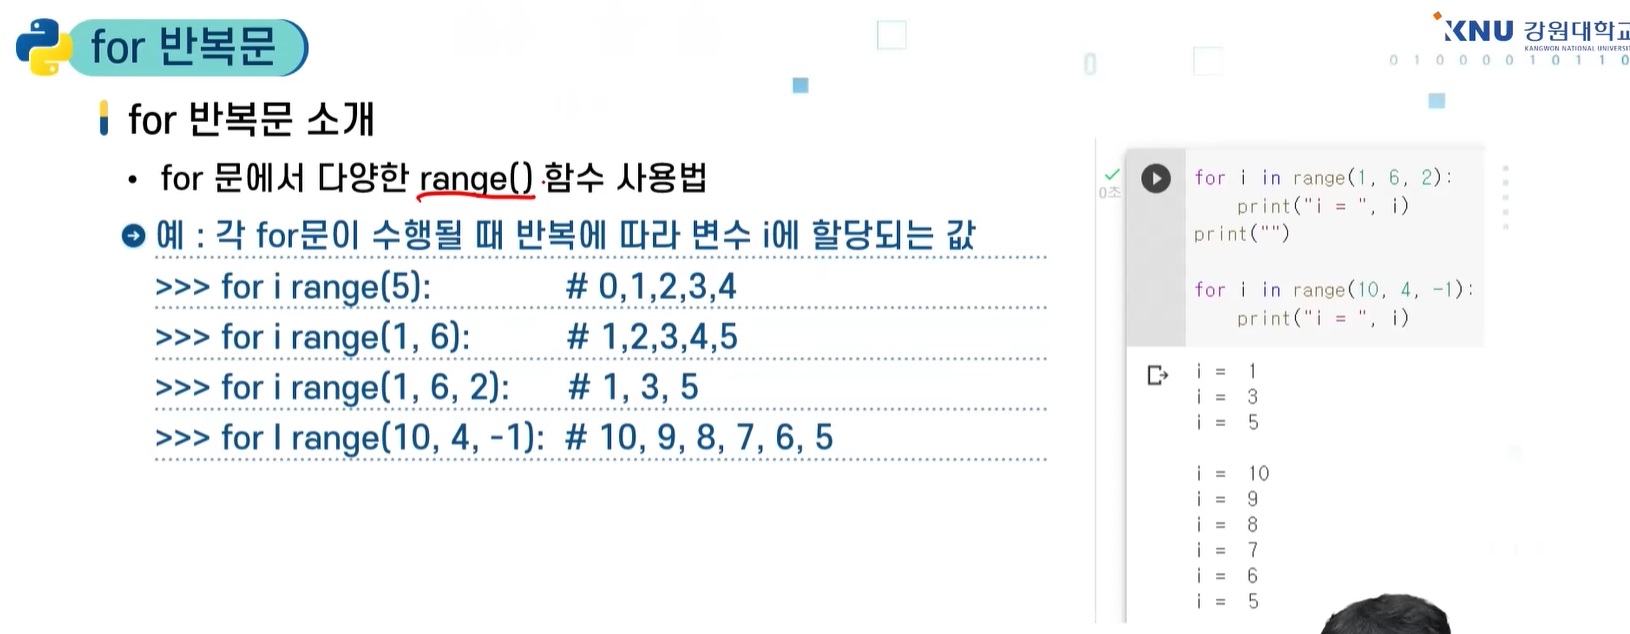 for 반복문
KNU 강원대학교
KANGWON NATIONAL UNIVERSI
0 1 0 0 0 0 1 0 1 1 0
0
for 반복문 소개
• for 문에서 다양한 range() 함수 사용법
예 : 각 for문이 수행될 때 반복에 따라 변수 i에 할당되는 값
>>> for i range(5): # 0,1,2,3,4
>>> for i range(1, 6): # 1,2,3,4,5
>>> for i range(1, 6, 2): # 1, 3, 5
>>> for I range(10, 4, -1): # 10, 9, 8, 7, 6, 5
0초
for i in range(1, 6, 2):
print("i = ", i)
print("")
for i in range(10, 4, -1):
print("i = ", i)
i = 1
i = 3
i = 5
i = 10
i = 9
i = 8
i = 7
i = 6
i = 5